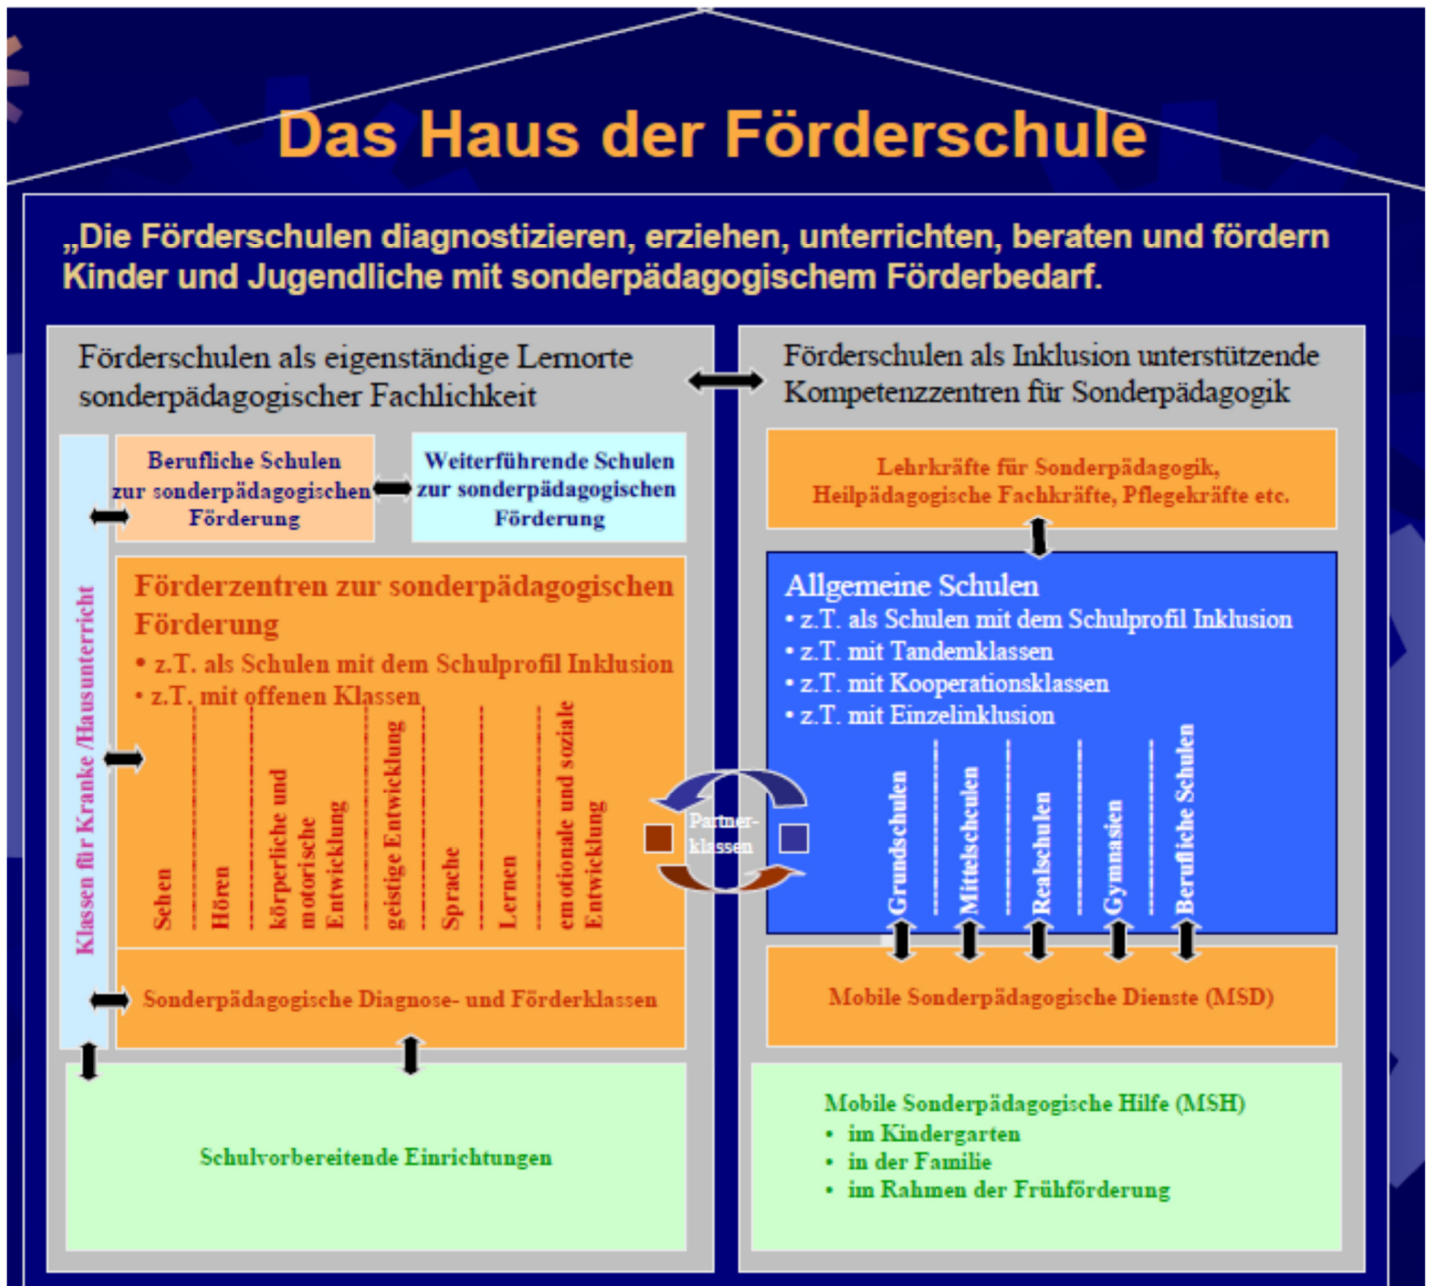 Das Haus der Förderschule
„Die Förderschulen diagnostizieren, erziehen, unterrichten, beraten und fördern
Kinder und Jugendliche mit sonderpädagogischem Förderbedarf.
Förderschulen als eigenständige Lernorte
sonderpädagogischer Fachlichkeit
Klassen für Kranke /Hausunterricht
Berufliche Schulen
zur sonderpädagogischen
Förderung
Weiterführende Schulen
zur sonderpädagogischen
Förderung
Förderzentren zur sonderpädagogischen
Förderung
• z.T. als Schulen mit dem Schulprofil Inklusion
• z.T. mit offenen Klassen
Sehen
Hören
körperliche und
motorische
Entwicklung
geistige Entwicklung
Sprache
Lernen
emotionale und soziale
Entwicklung
Sonderpädagogische Diagnose- und Förderklassen
Schulvorbereitende Einrichtungen
Partner-
klassen
Förderschulen als Inklusion unterstützende
Kompetenzzentren für Sonderpädagogik
Lehrkräfte für Sonderpädagogik,
Heilpädagogische Fachkräfte, Pflegekräfte etc.
Allgemeine Schulen
• z.T. als Schulen mit dem Schulprofil Inklusion
• z.T. mit Tandemklassen
• z.T. mit Kooperationsklassen
• z.T. mit Einzelinklusion
Grundschulen
Mittelschculen
Realschulen
Gymnasien
Berufliche Schulen
Mobile Sonderpädagogische Dienste (MSD)
Mobile Sonderpädagogische Hilfe (MSH)
• im Kindergarten
• in der Familie
• im Rahmen der Frühförderung